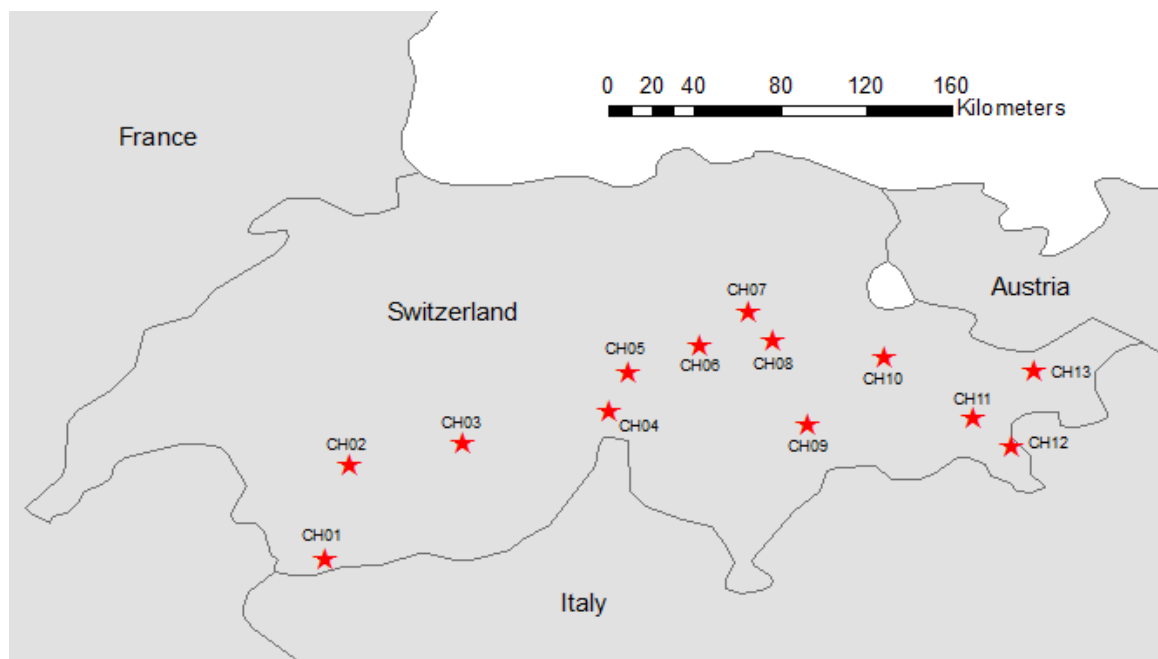 0 20 40 80 120 160
Kilometers
France
Austria
Switzerland
CH07
CH05
CH06
CH08
CH10
CH13
CH11
CH03
CH04
CH09
CH12
CH02
CH01
Italy